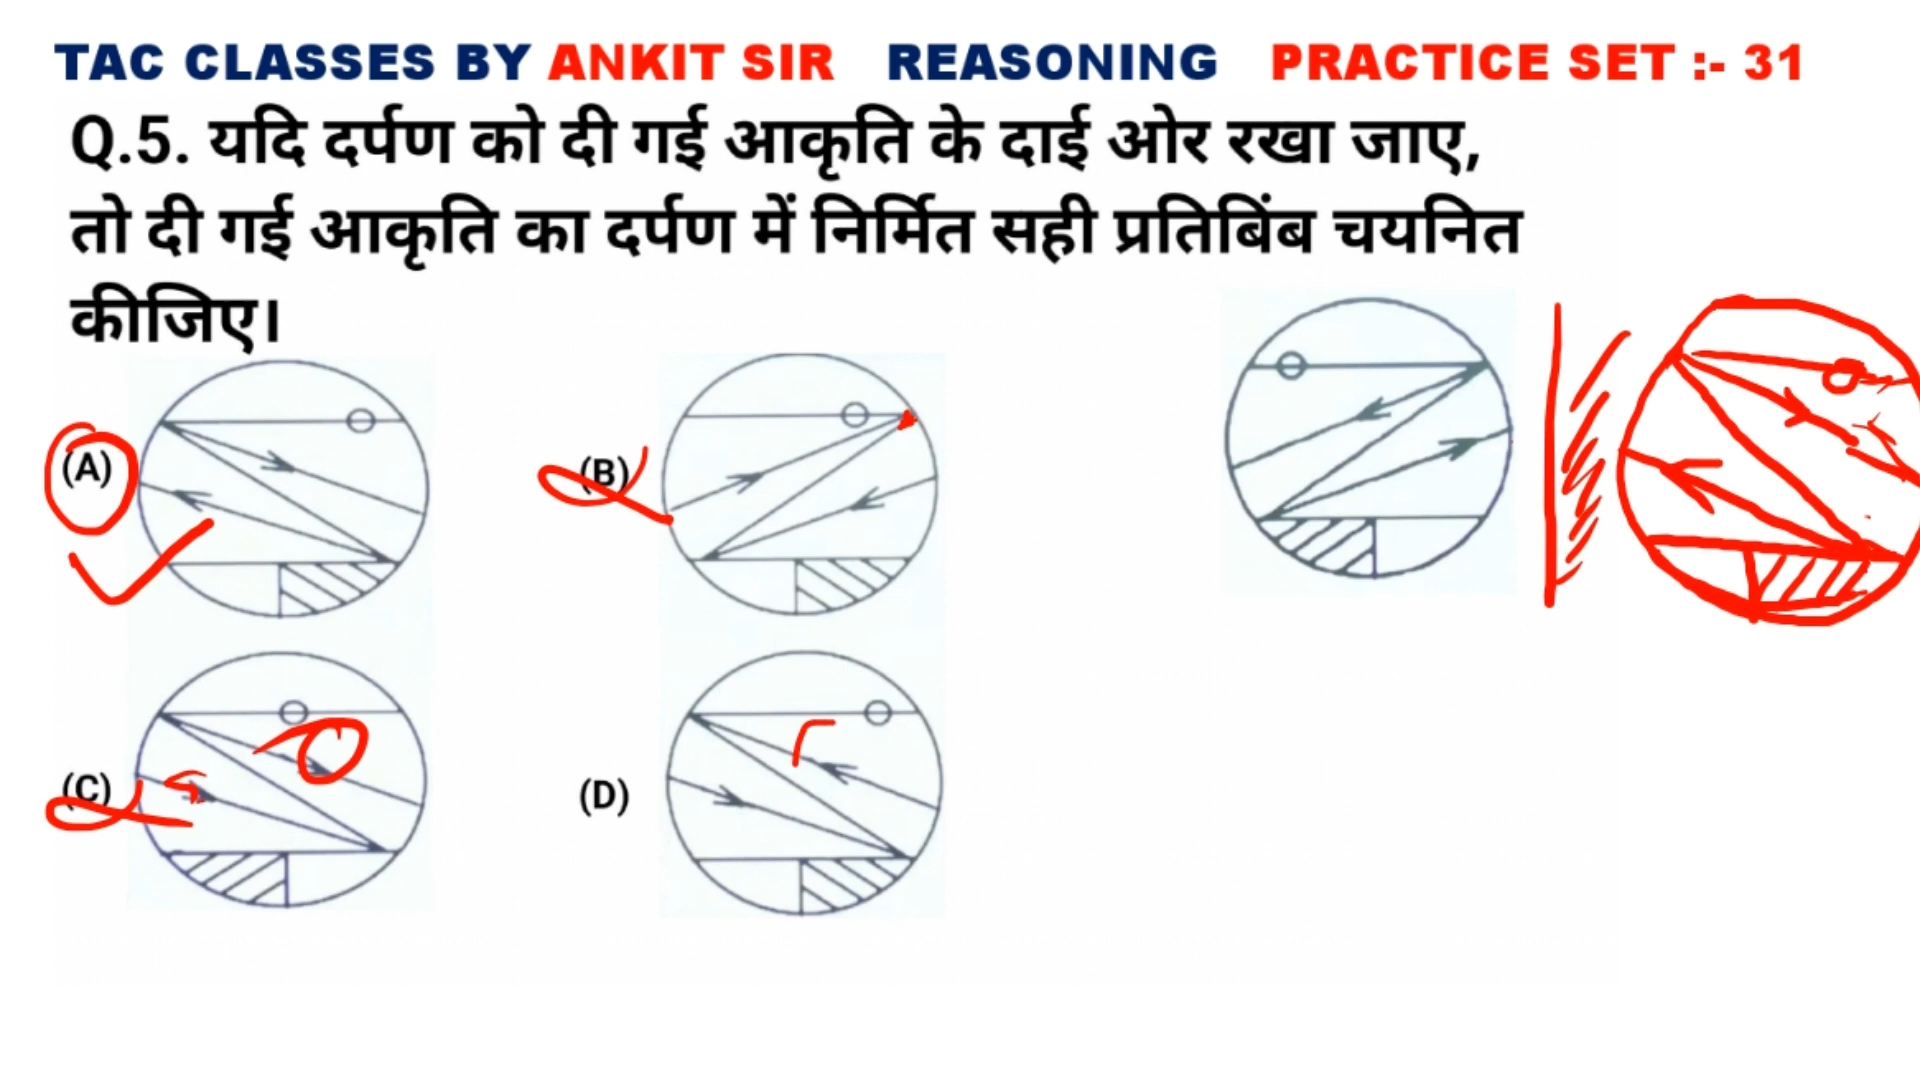 TAC CLASSES BY ANKIT SIR REASONING PRACTICE SET :- 31
Q.5. यदि दर्पण को दी गई आकृति के दाई ओर रखा जाए,
तो दी गई आकृति का दर्पण में निर्मित सही प्रतिबिंब चयनित
कीजिए।
(A)
(B)
(C)
(D)